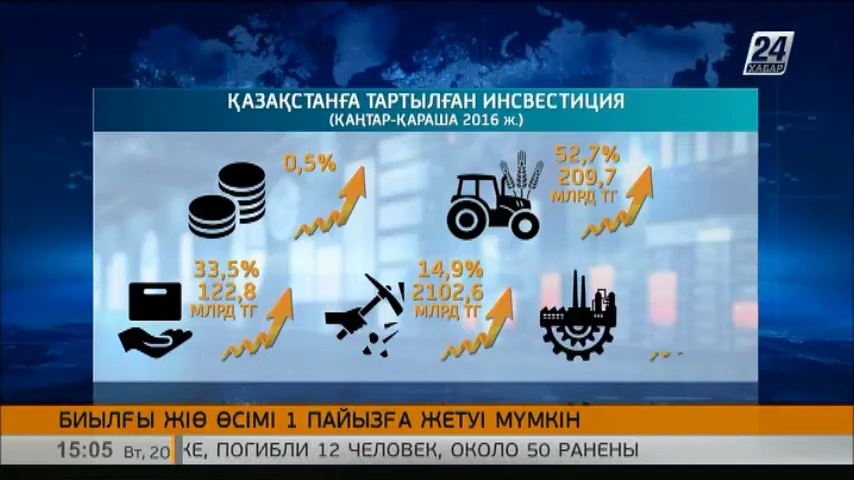 24
ХАБАР
ҚАЗАҚСТАНҒА ТАРТЫЛҒАН ИНСВЕСТИЦИЯ
(ҚАҢТАР-ҚАРАША 2016 ж.)
0,5%
52,7%
209,7
МЛРД ТГ
33,5%
122,8
МЛРД ТГ
14,9%
2102,6
МЛРД ТГ
БИЫЛҒЫ ЖІӨ ӨСІМІ 1 ПАЙЫЗҒА ЖЕТУІ МҮМКІН
15:05 Вт, 20 КЕ, ПОГИБЛИ 12 ЧЕЛОВЕК, ОКОЛО 50 РАНЕНЫ